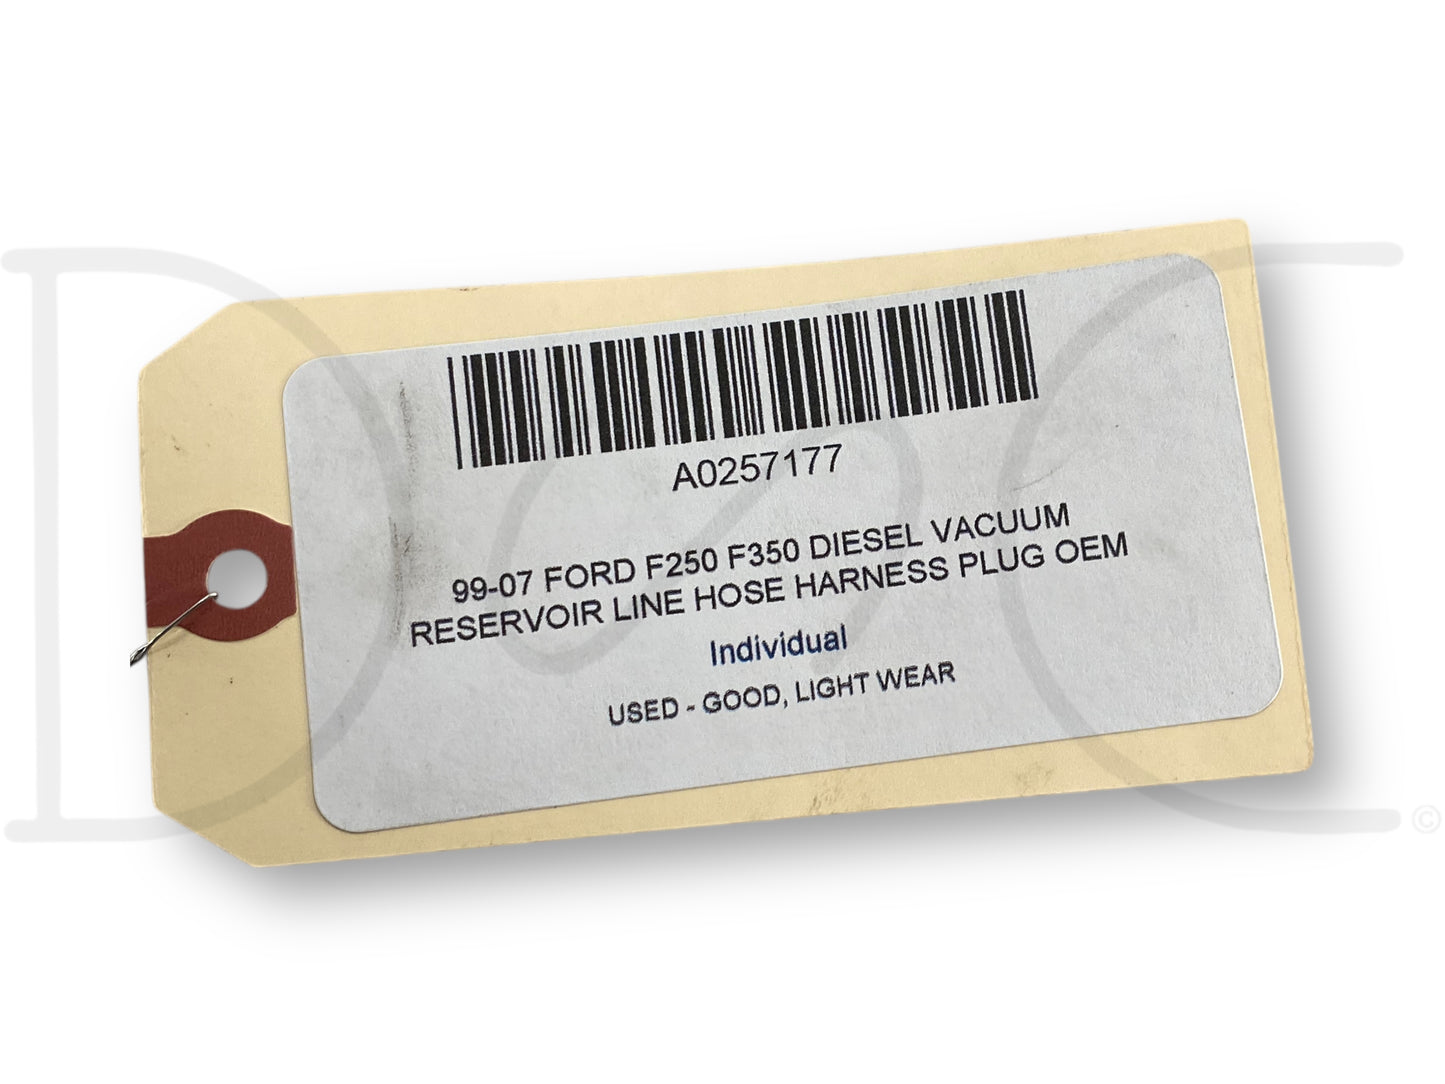 A0257177
99-07 FORD F250 F350 DIESEL VACUUM
RESERVOIR LINE HOSE HARNESS PLUG OEM
Individual
USED - GOOD, LIGHT WEAR
D C
©